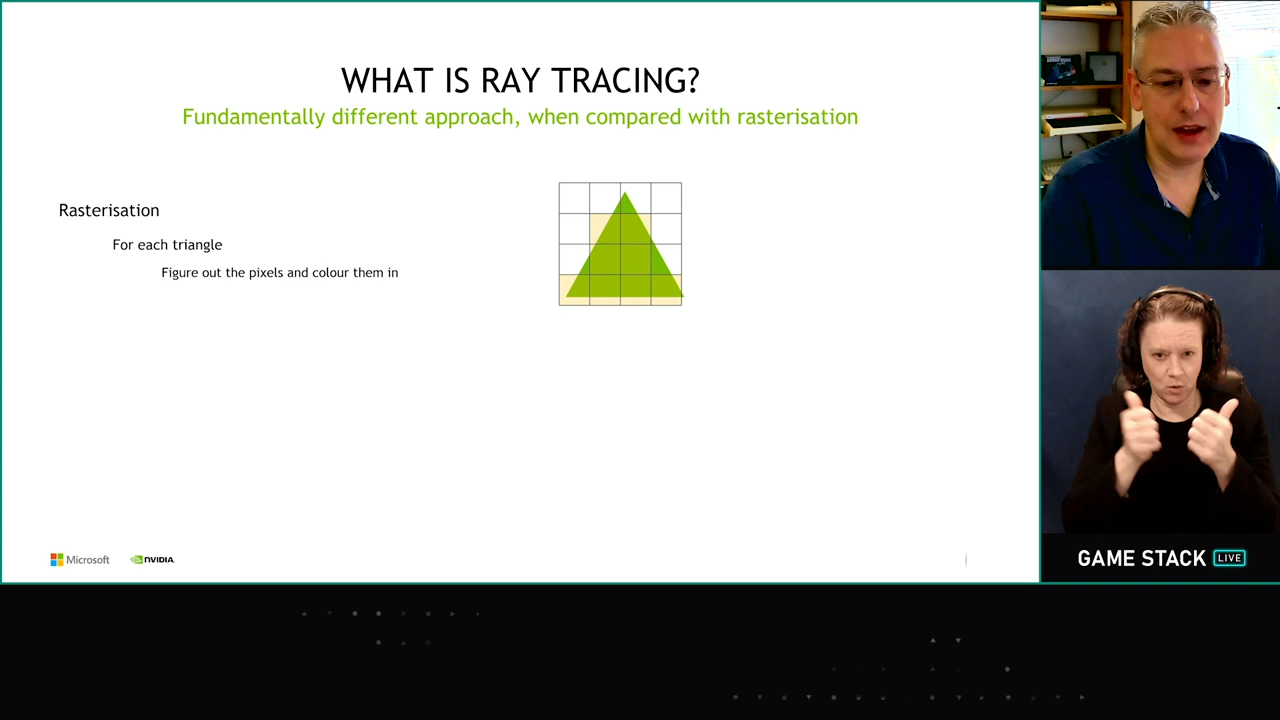 WHAT IS RAY TRACING?
Fundamentally different approach, when compared with rasterisation
Rasterisation
For each triangle
Figure out the pixels and colour them in
Microsoft
NVIDIA
GAME STACK LIVE